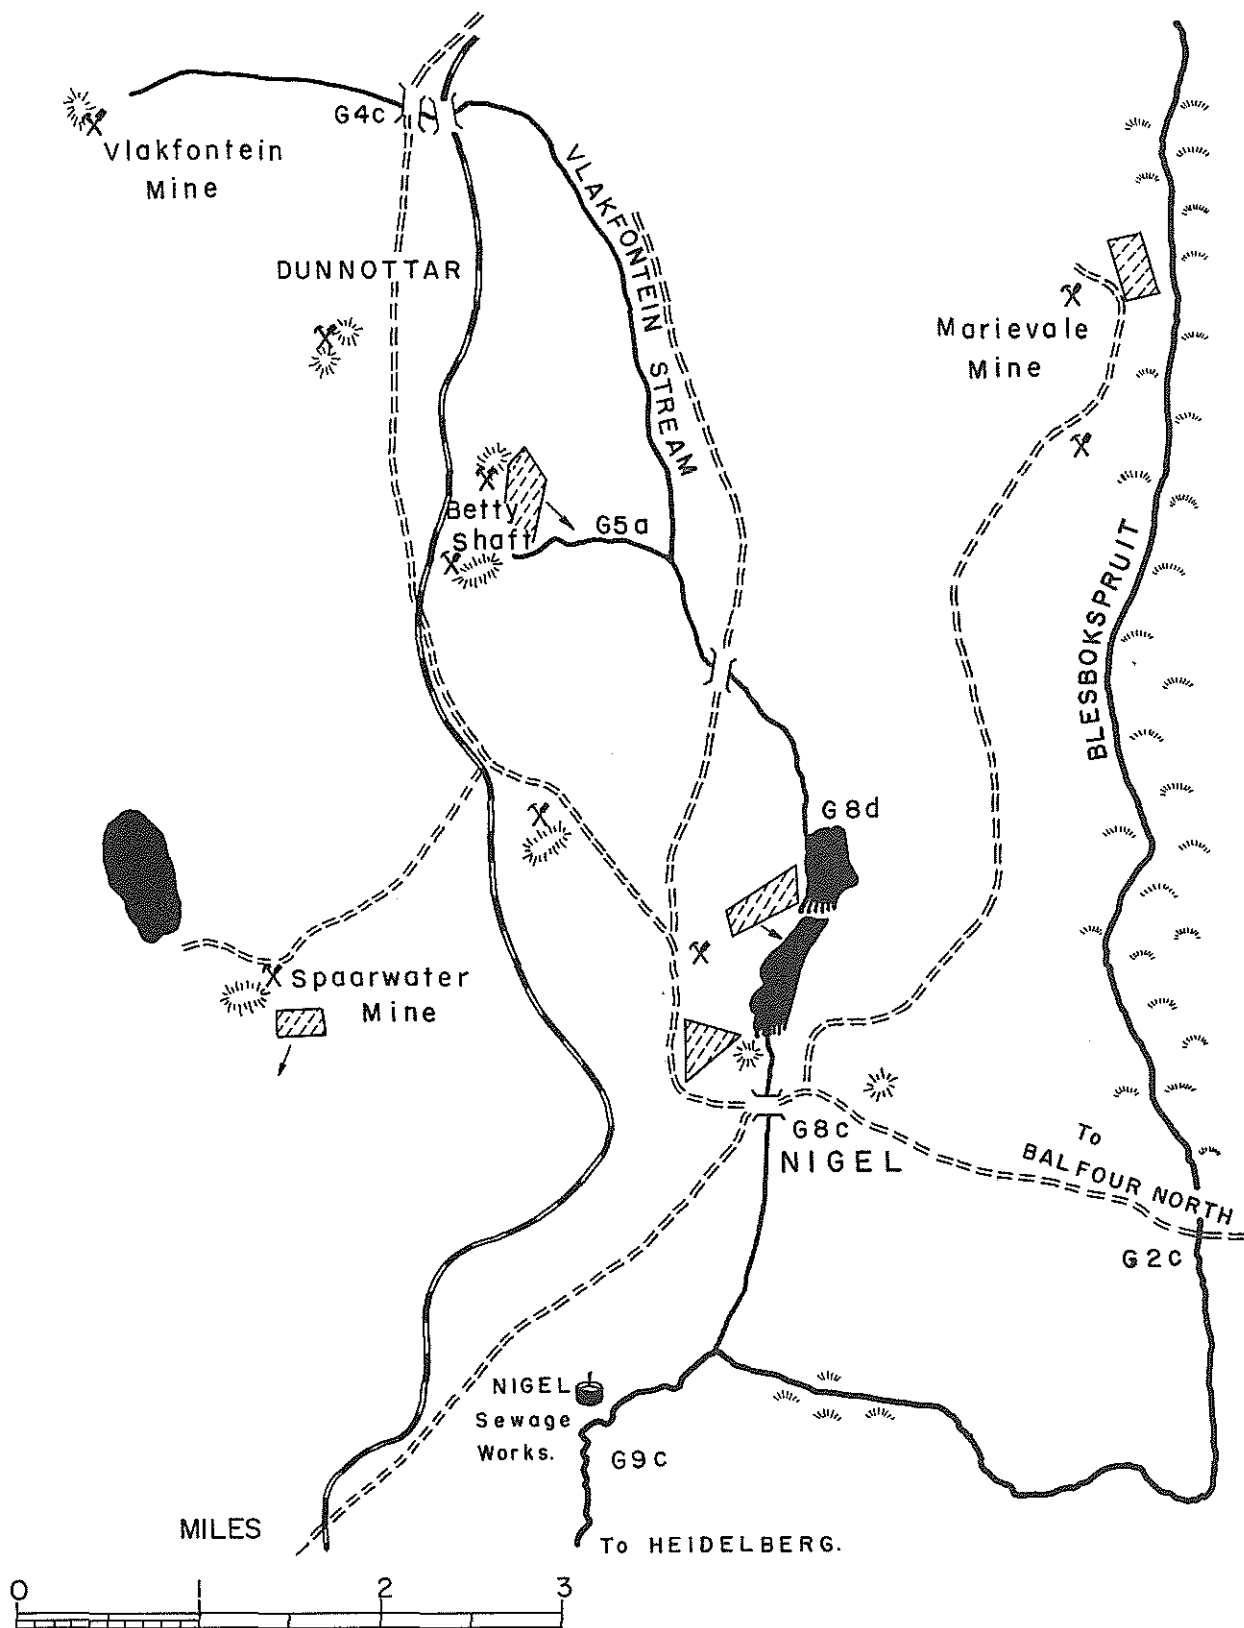 G4c
Vlakfontein
Mine
VLAKFONTEIN STREAM
DUNNOTTAR
Marievale
Mine
Betty
Shaft
G5a
BLESBOKSPRUIT
G8d
Spaarwater
Mine
G8c
NIGEL
To
BALFOUR NORTH
G2c
NIGEL
Sewage
Works.
G9c
MILES
To HEIDELBERG.
0 1 2 3